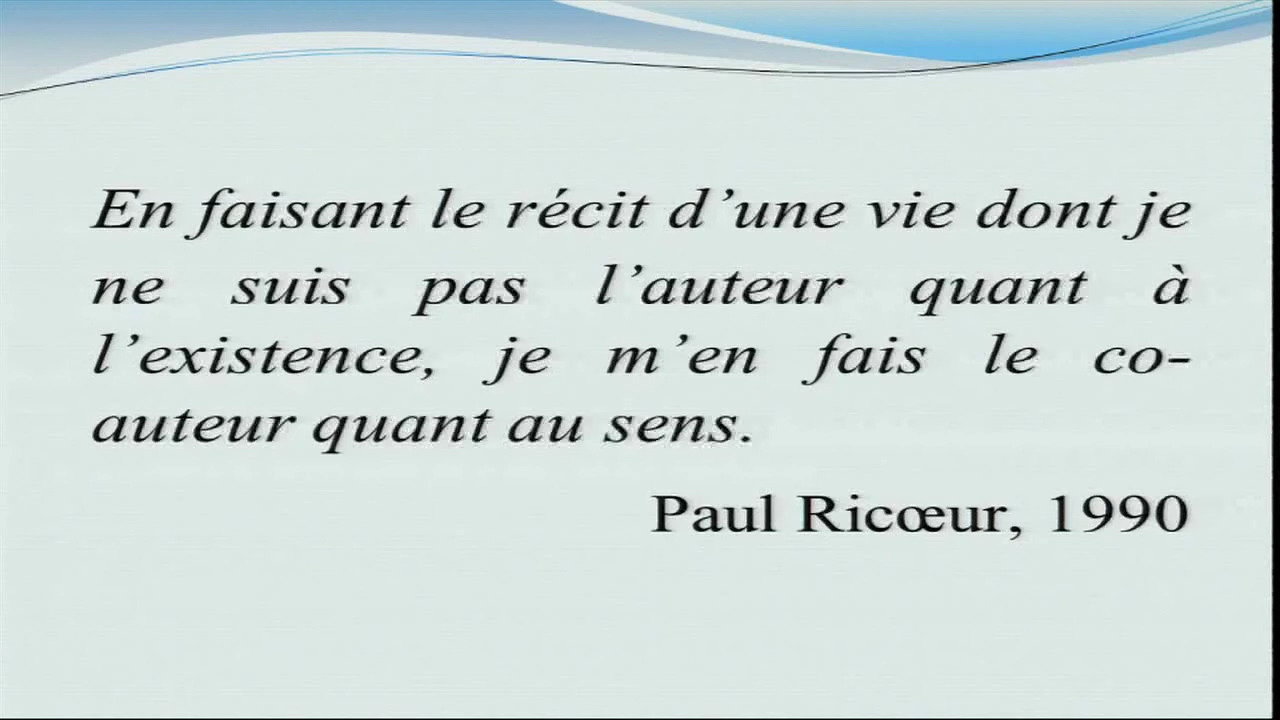 En faisant le récit d’une vie dont je
ne suis pas l’auteur quant à
l’existence, je m’en fais le co-
auteur quant au sens.
Paul Ricœur, 1990